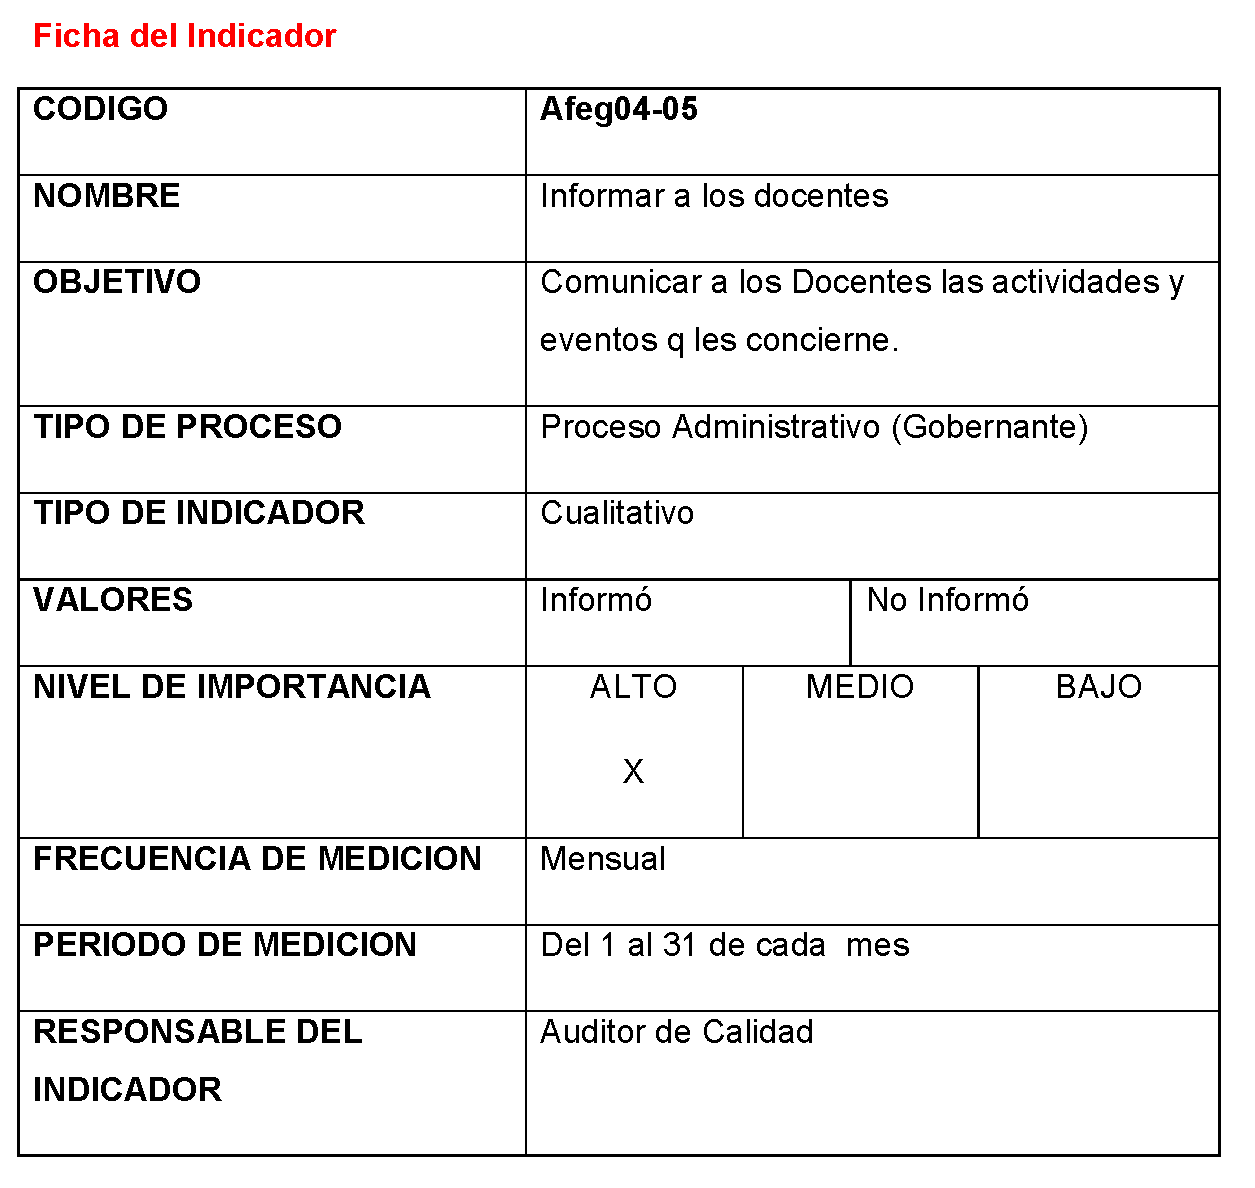 Ficha del Indicador
CODIGO Afeg04-05
NOMBRE Informar a los docentes
OBJETIVO Comunicar a los Docentes las actividades y
eventos q les concierne.
TIPO DE PROCESO Proceso Administrativo (Gobernante)
TIPO DE INDICADOR Cualitativo
VALORES Informó No Informó
NIVEL DE IMPORTANCIA ALTO MEDIO BAJO
X
FRECUENCIA DE MEDICION Mensual
PERIODO DE MEDICION Del 1 al 31 de cada  mes
RESPONSABLE DEL Auditor de Calidad
INDICADOR